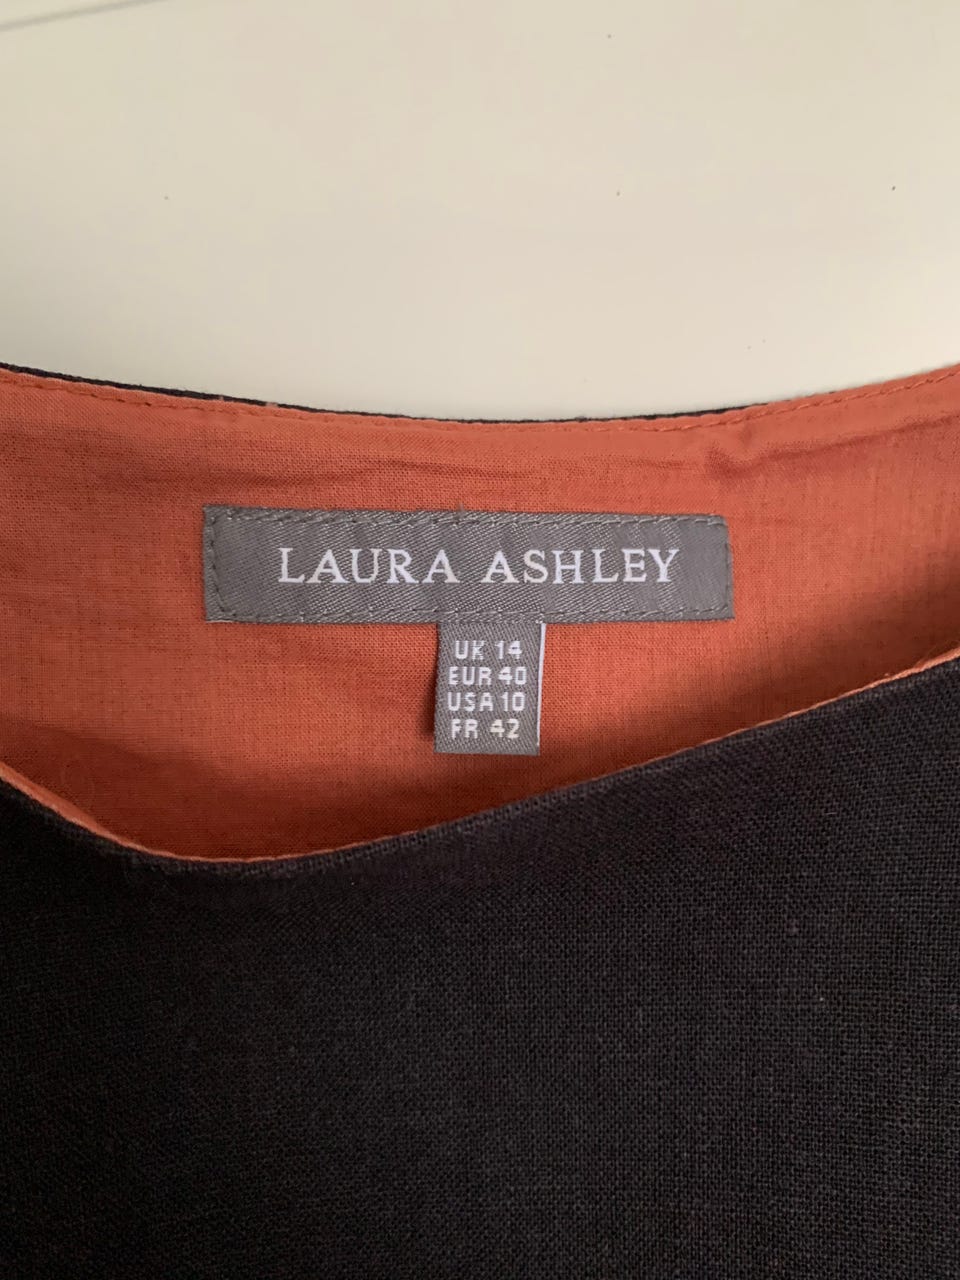 LAURA ASHLEY
UK 14
EUR 40
USA 10
FR 42